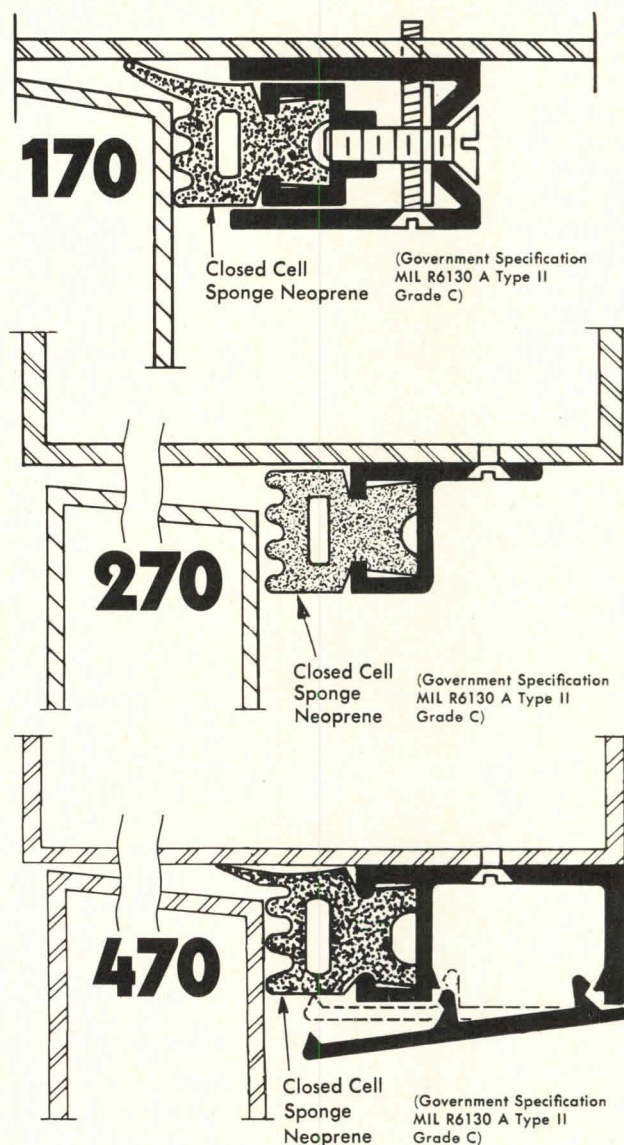 170
Closed Cell
Sponge Neoprene
(Government Specification
MIL R6130 A Type II
Grade C)
270
Closed Cell
Sponge
Neoprene
(Government Specification
MIL R6130 A Type II
Grade C)
470
Closed Cell
Sponge
Neoprene
(Government Specification
MIL R6130 A Type II
Grade C)